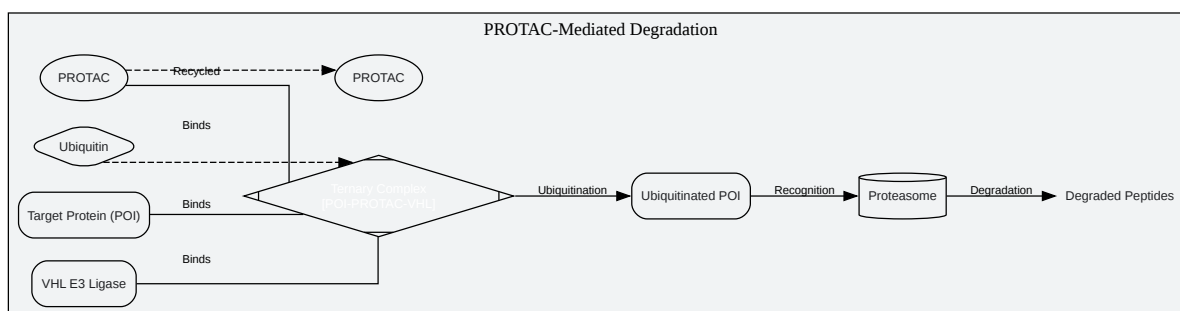 PROTAC-Mediated Degradation
PROTAC
Recycled
PROTAC
Binds
Ubiquitin
Ternary Complex
[POI-PROTAC-VHL]
Ubiquitination
Ubiquitinated POI
Recognition
Proteasome
Degradation
Degraded Peptides
Target Protein (POI)
Binds
VHL E3 Ligase
Binds